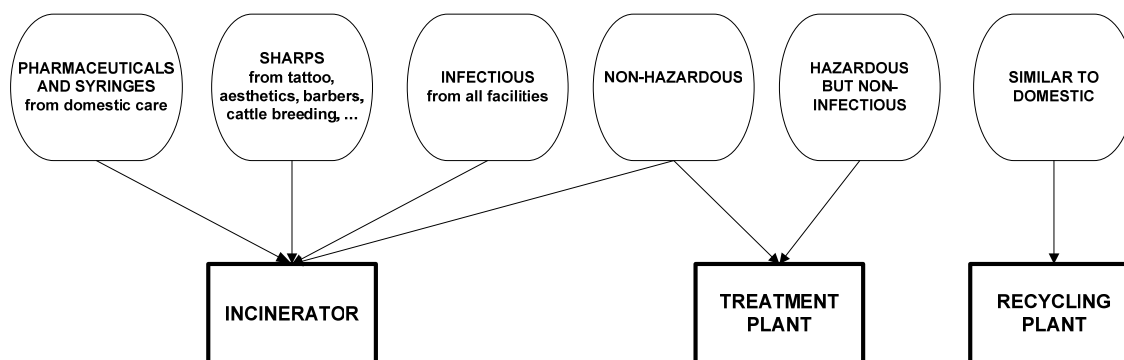 PHARMACEUTICALS
AND SYRINGES
from domestic care
SHARPS
from tattoo,
aesthetics, barbers,
cattle breeding, ...
INFECTIOUS
from all facilities
NON-HAZARDOUS
HAZARDOUS
BUT NON-
INFECTIOUS
SIMILAR TO
DOMESTIC
INCINERATOR
TREATMENT
PLANT
RECYCLING
PLANT